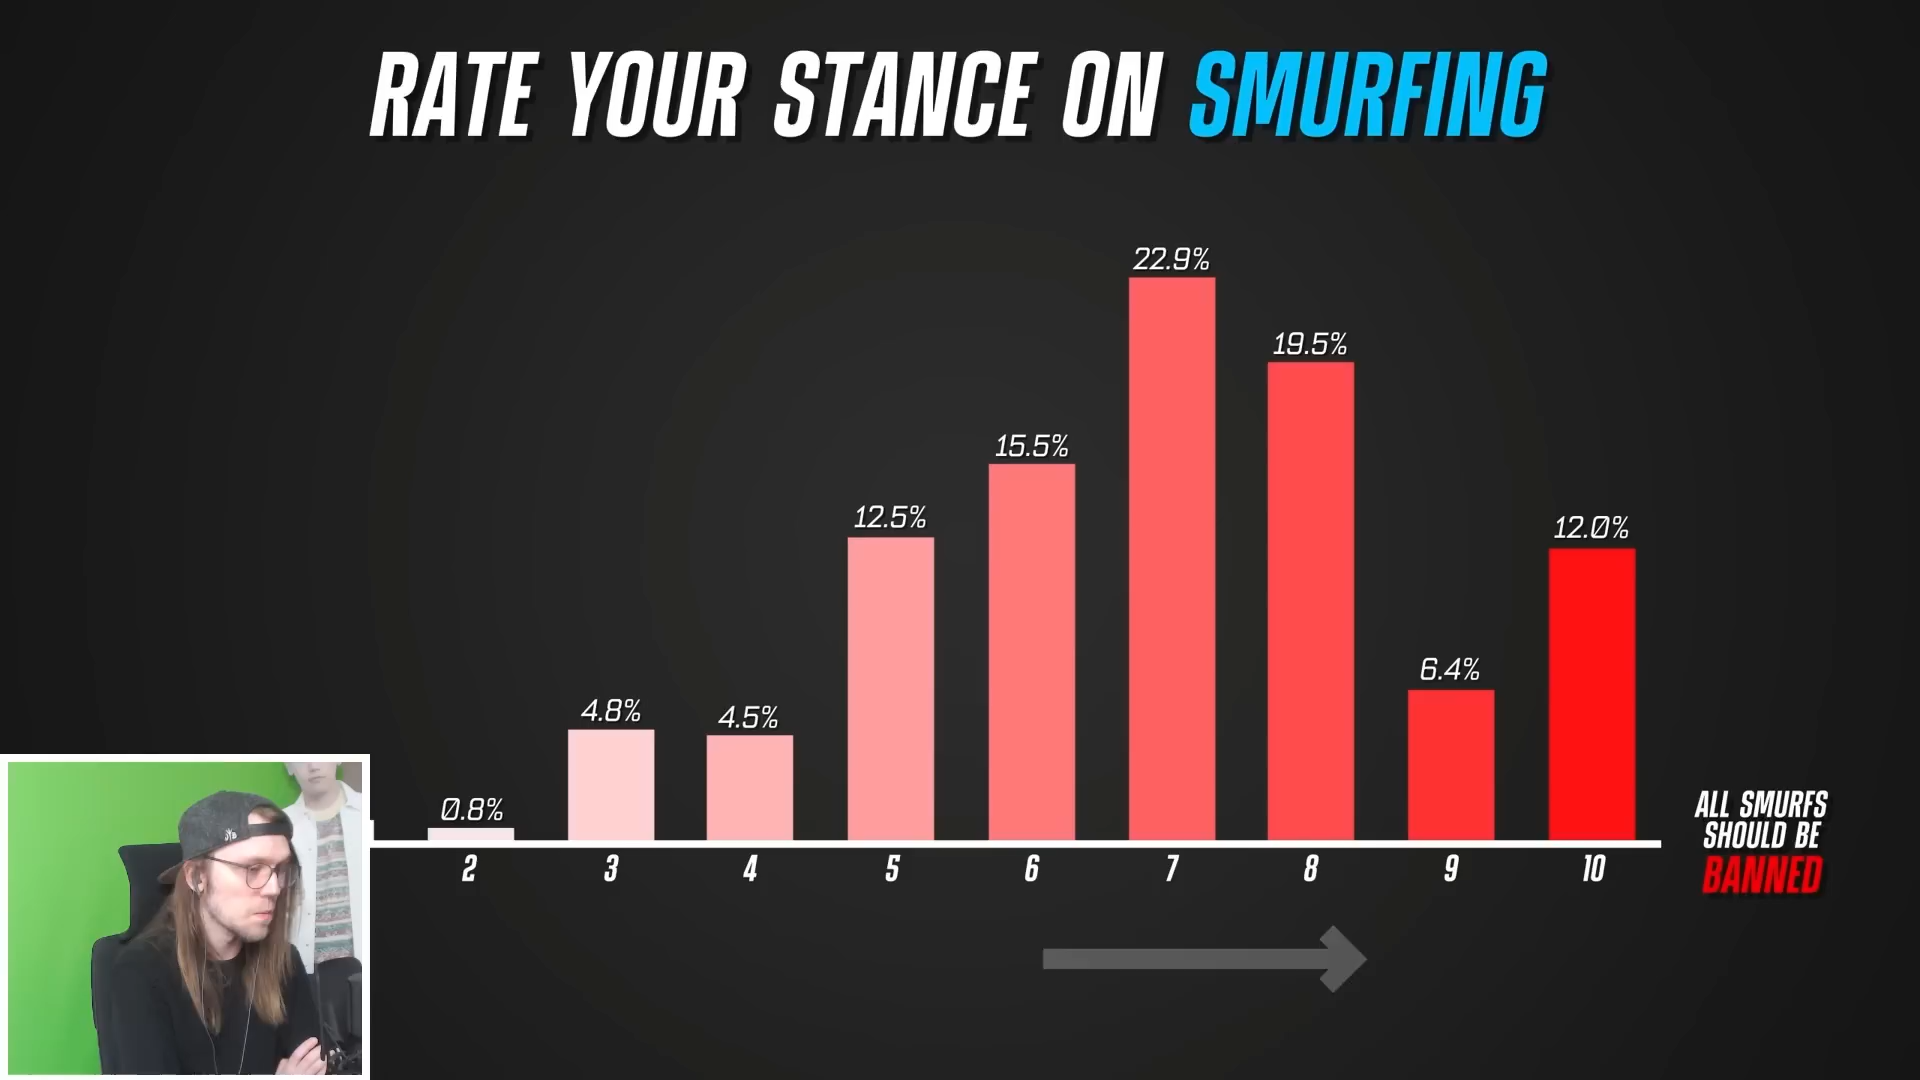 RATE YOUR STANCE ON SMURFING
22.9%
19.5%
15.5%
12.5%
12.0%
6.4%
4.8%
4.5%
0.8%
2 3 4 5 6 7 8 9 10
ALL SMURFS
SHOULD BE
BANNED